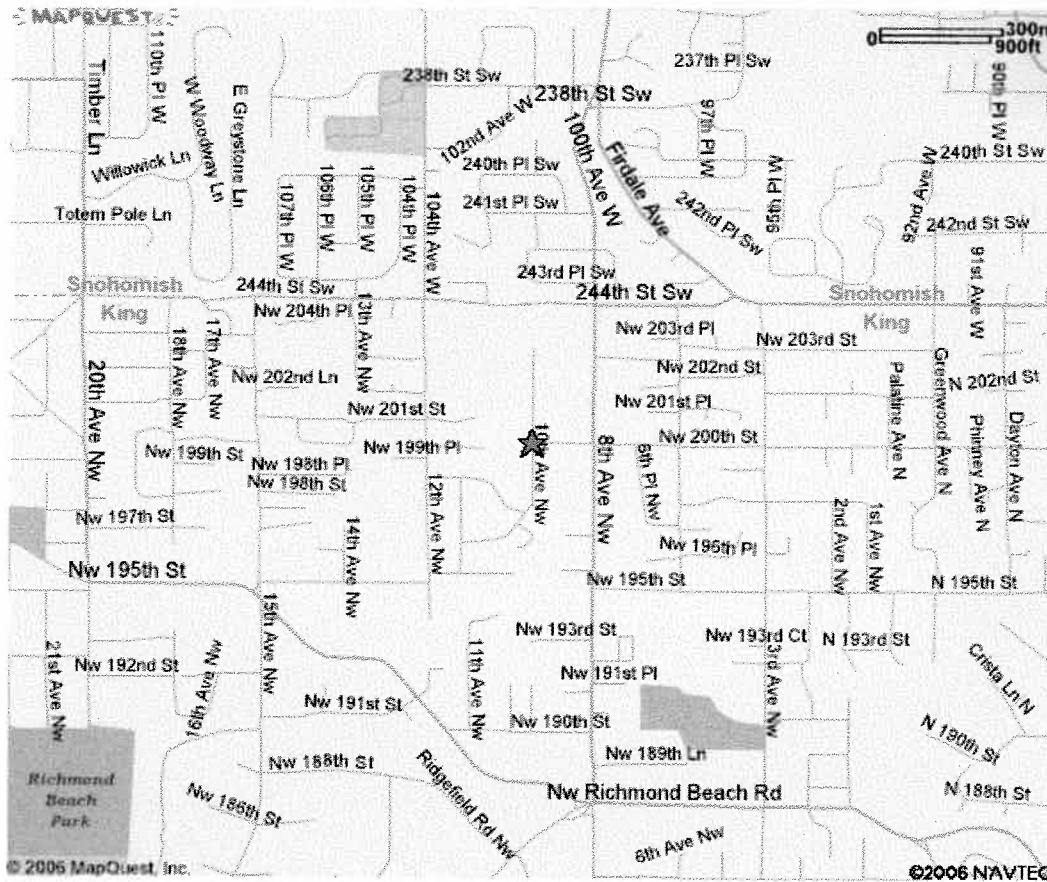 MAPQUEST
300m
0
900ft
110th Pl W
237th Pl Sw
90th Pl W
Timber Ln
W Woodway Ln
E Greystone Ln
238th St Sw
238th St Sw
102nd Ave W
100th Ave W
Firdale Ave
97th Pl W
Willowick Ln
240th Pl Sw
240th St Sw
95th Pl W
92nd Ave W
Totem Pole Ln
107th Pl W
106th Pl W
105th Pl W
104th Pl W
104th Ave W
241st Pl Sw
242nd Pl Sw
242nd St Sw
91st Ave W
243rd Pl Sw
Snohomish
King
244th St Sw
244th St Sw
Snohomish
King
Nw 204th Pl
13th Ave Nw
18th Ave Nw
17th Ave Nw
Nw 203rd Pl
Nw 203rd St
20th Ave Nw
Nw 202nd Ln
Nw 202nd St
Palatine Ave N
Greenwood Ave N
N 202nd St
Nw 201st St
Nw 201st Pl
Phinney Ave N
Dayton Ave N
Nw 199th St
Nw 198th Pl
Nw 199th Pl
10th Ave Nw
8th Ave Nw
Nw 200th St
6th Pl Nw
Nw 198th St
12th Ave Nw
Nw 197th St
14th Ave Nw
2nd Ave Nw
1st Ave Nw
Nw 196th Pl
Nw 195th St
Nw 195th St
N 195th St
15th Ave Nw
21st Ave Nw
Nw 192nd St
16th Ave Nw
11th Ave Nw
Nw 193rd St
Nw 193rd Ct
3rd Ave Nw
N 193rd St
Crista Ln N
Nw 191st Pl
Nw 191st St
Nw 190st St
N 190th St
Nw 189th Ln
Nw 188th St
Ridgefield Rd Nw
Richmond
Beach
Park
Nw Richmond Beach Rd
N 188th St
Nw 186th St
6th Ave Nw
© 2006 MapQuest, Inc.
©2006 NAVTEQ